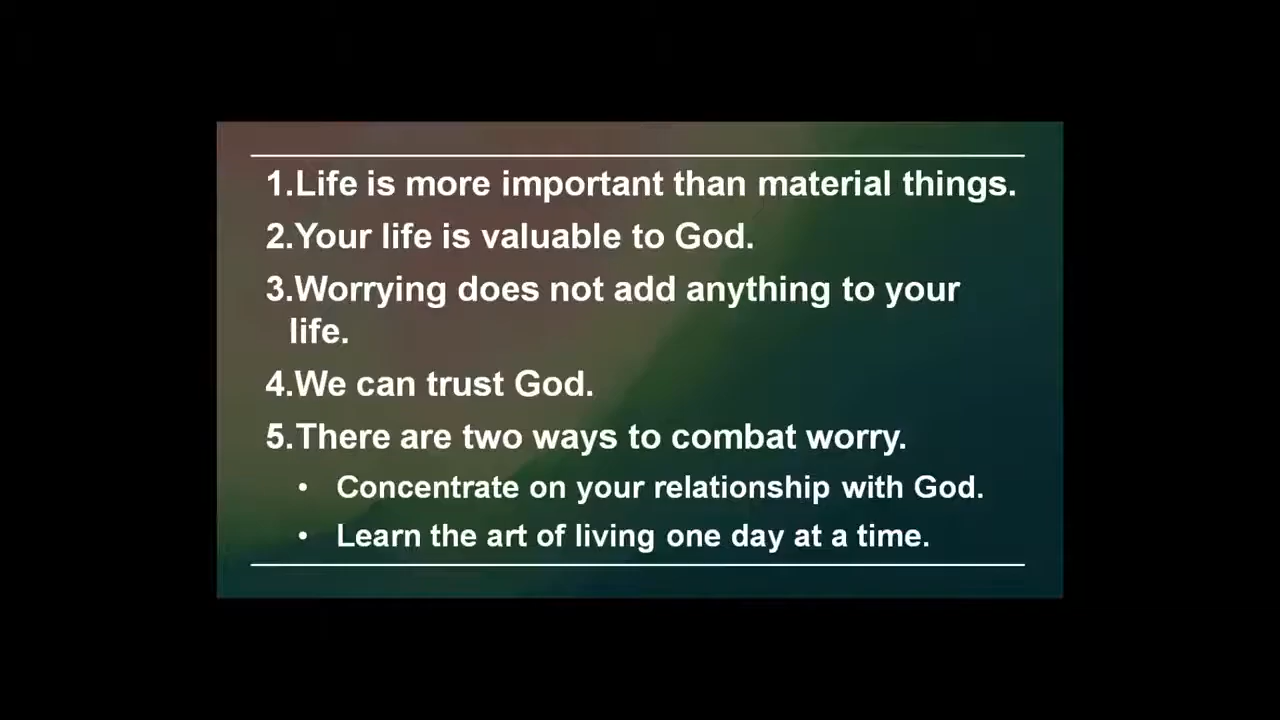 1.Life is more important than material things.
2.Your life is valuable to God.
3.Worrying does not add anything to your
life.
4.We can trust God.
5.There are two ways to combat worry.
• Concentrate on your relationship with God.
• Learn the art of living one day at a time.